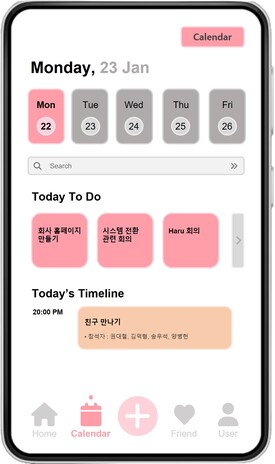 Calendar
Monday, 23 Jan
Mon Tue Wed Thu Fri
22 23 24 25 26
Search
Today To Do
회사 홈페이지
만들기
시스템 전환
관련 회의
Haru 회의
Today's Timeline
20:00 PM
친구 만나기
• 참석자 : 권대철, 김덕형, 송우석, 양병헌
Home Calendar Friend User